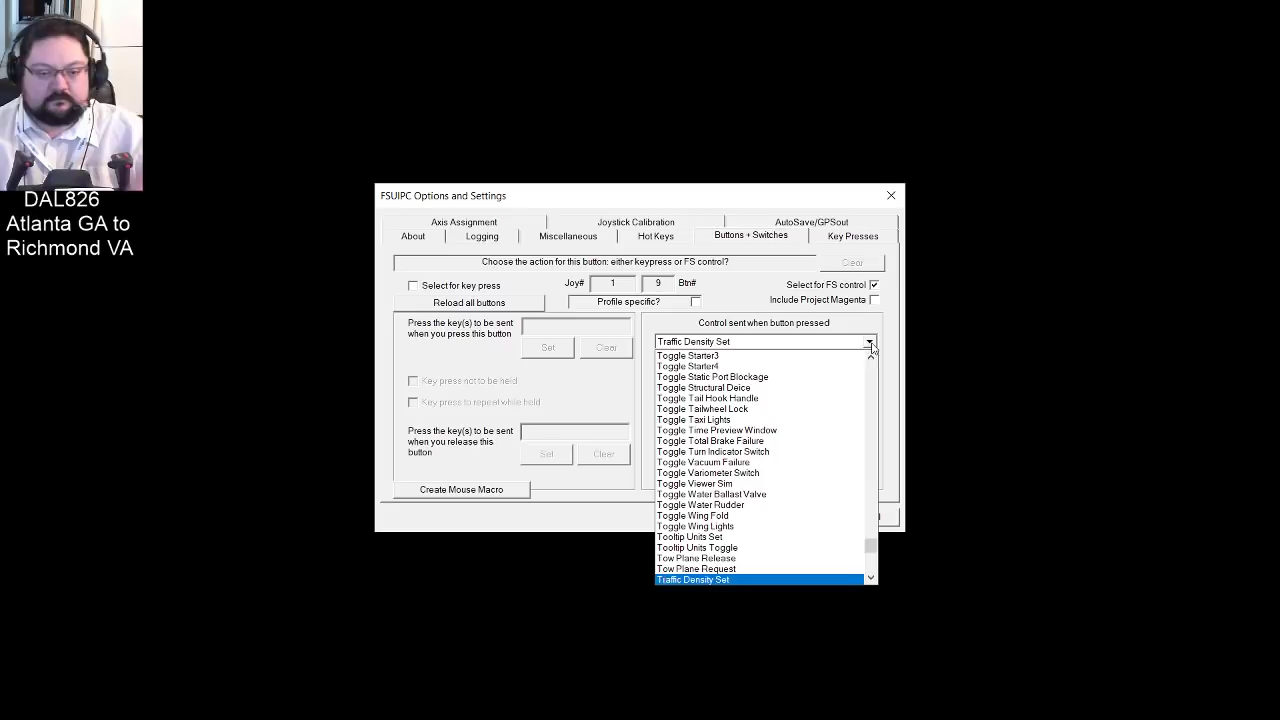 DAL826
Atlanta GA to
Richmond VA
FSUIPC Options and Settings
Axis Assignment
Joystick Calibration
AutoSave/GPSout
About
Logging
Miscellaneous
Hot Keys
Buttons + Switches
Key Presses
Choose the action for this button: either keypress or FS control?
Clear
Select for key press
Joy#
1
9
Btn#
Select for FS control
Reload all buttons
Profile specific?
Include Project Magenta
Press the key(s) to be sent
when you press this button
Set
Clear
Key press not to be held
Key press to repeat while held
Press the key(s) to be sent
when you release this
button
Set
Clear
Create Mouse Macro
Control sent when button pressed
Traffic Density Set
Toggle Starter3
Toggle Starter4
Toggle Static Port Blockage
Toggle Structural Deice
Toggle Tail Hook Handle
Toggle Tailwheel Lock
Toggle Taxi Lights
Toggle Time Preview Window
Toggle Total Brake Failure
Toggle Turn Indicator Switch
Toggle Vacuum Failure
Toggle Variometer Switch
Toggle Viewer Sim
Toggle Water Ballast Valve
Toggle Water Rudder
Toggle Wing Fold
Toggle Wing Lights
Tooltip Units Set
Tooltip Units Toggle
Tow Plane Release
Tow Plane Request
Traffic Density Set